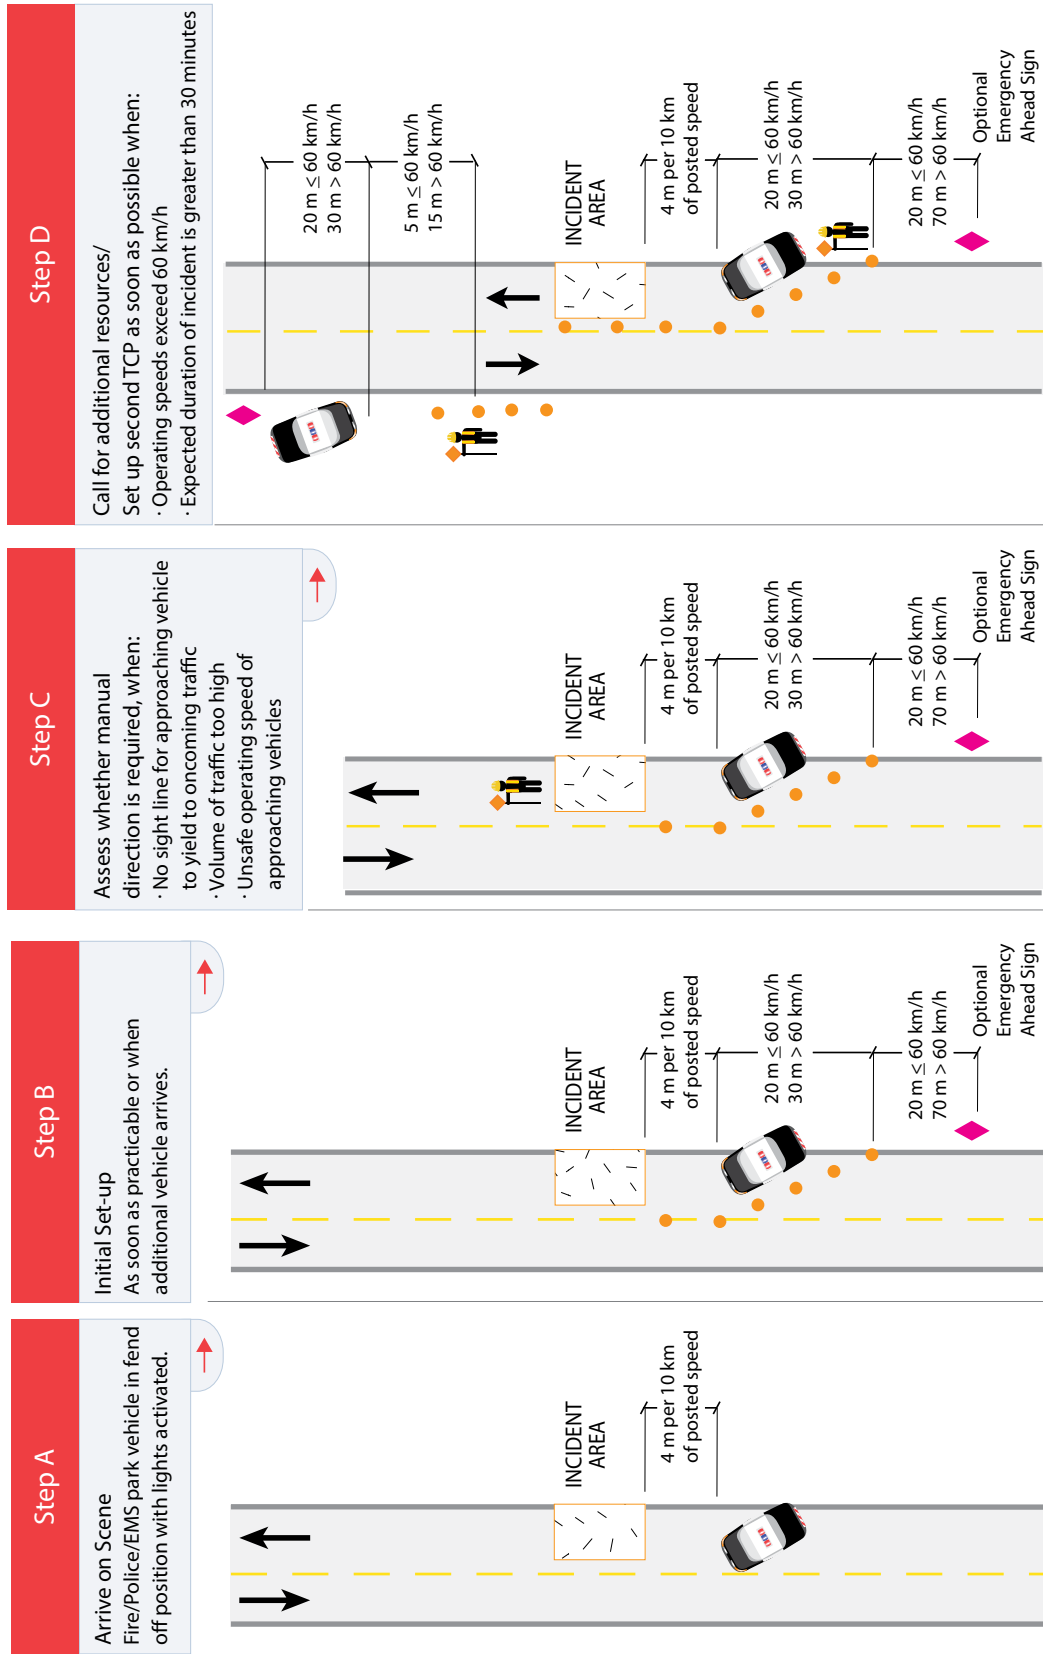 Step A
Arrive on Scene
Fire/Police/EMS park vehicle in fend
off position with lights activated.
INCIDENT
AREA
4 m per 10 km
of posted speed
Step B
Initial Set-up
As soon as practicable or when
additional vehicle arrives.
INCIDENT
AREA
4 m per 10 km
of posted speed
20 m ≤ 60 km/h
30 m > 60 km/h
20 m ≤ 60 km/h
70 m > 60 km/h
Optional
Emergency
Ahead Sign
Step C
Assess whether manual
direction is required, when:
· No sight line for approaching vehicle
to yield to oncoming traffic
· Volume of traffic too high
· Unsafe operating speed of
approaching vehicles
INCIDENT
AREA
4 m per 10 km
of posted speed
20 m ≤ 60 km/h
30 m > 60 km/h
20 m ≤ 60 km/h
70 m > 60 km/h
Optional
Emergency
Ahead Sign
Step D
Call for additional resources/
Set up second TCP as soon as possible when:
· Operating speeds exceed 60 km/h
· Expected duration of incident is greater than 30 minutes
20 m ≤ 60 km/h
30 m > 60 km/h
5 m ≤ 60 km/h
15 m > 60 km/h
INCIDENT
AREA
4 m per 10 km
of posted speed
20 m ≤ 60 km/h
30 m > 60 km/h
20 m ≤ 60 km/h
70 m > 60 km/h
Optional
Emergency
Ahead Sign